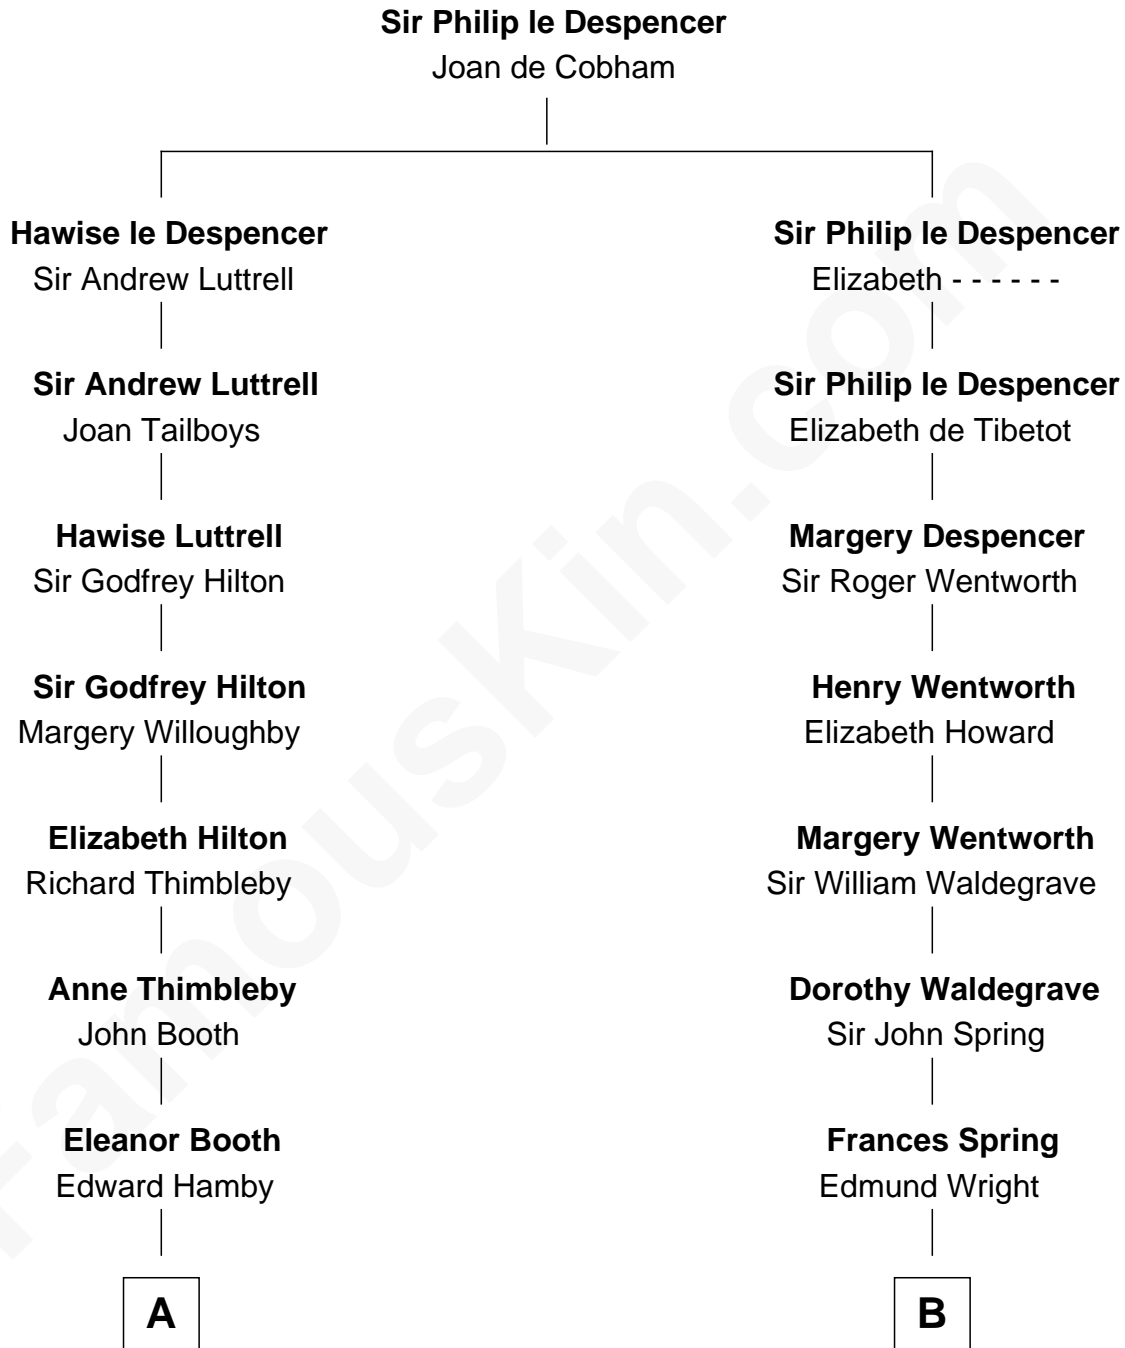 Sir Philip le Despencer
Joan de Cobham
Hawise le Despencer
Sir Andrew Luttrell
Sir Philip le Despencer
Elizabeth - - - - - -
Sir Andrew Luttrell
Joan Tailboys
Sir Philip le Despencer
Elizabeth de Tibetot
Hawise Luttrell
Sir Godfrey Hilton
Margery Despencer
Sir Roger Wentworth
Sir Godfrey Hilton
Margery Willoughby
Henry Wentworth
Elizabeth Howard
Elizabeth Hilton
Richard Thimbleby
Margery Wentworth
Sir William Waldegrave
Anne Thimbleby
John Booth
Dorothy Waldegrave
Sir John Spring
Eleanor Booth
Edward Hamby
Frances Spring
Edmund Wright
A
B
FamousKin.com